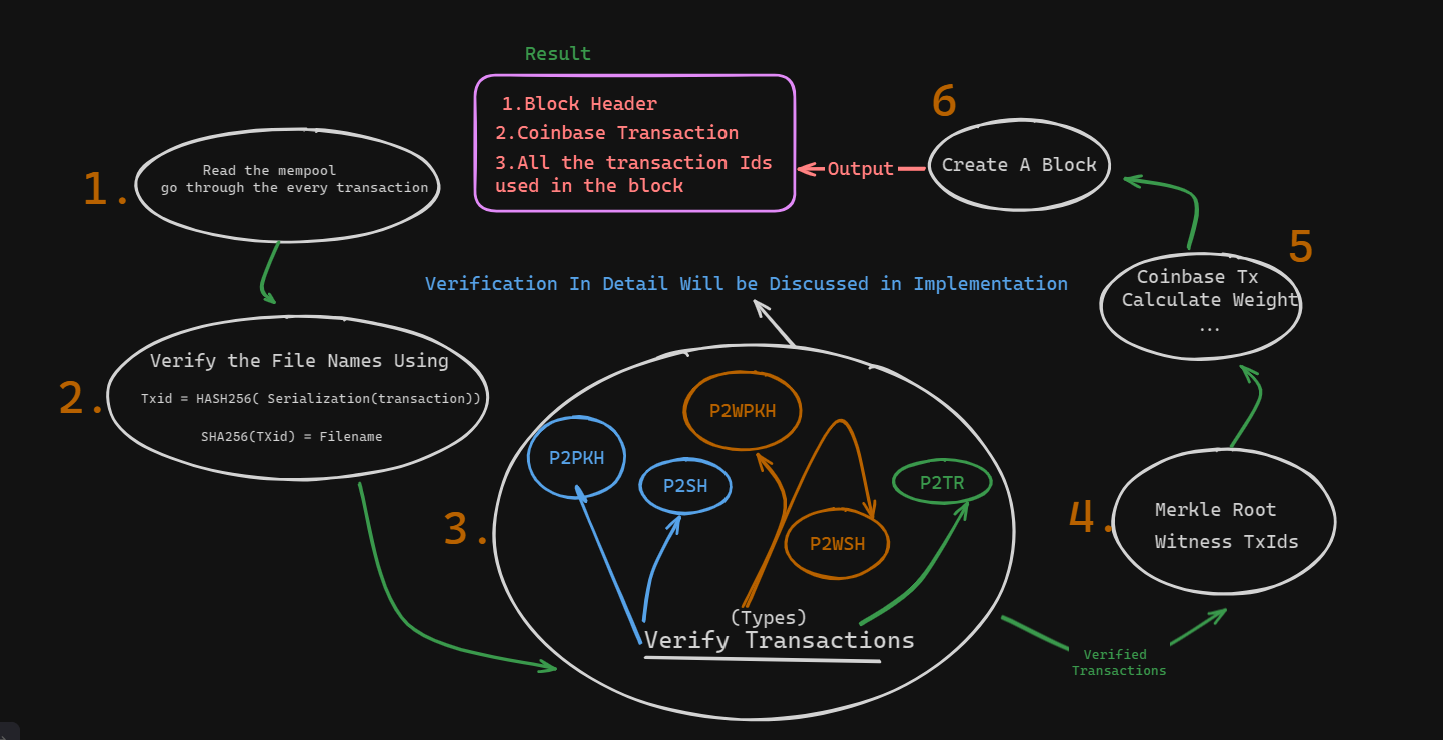 Result
1.Block Header
2.Coinbase Transaction
3.All the transaction Ids
used in the block
6
Create A Block
Output
1.
Read the mempool
go through the every transaction
5
Coinbase Tx
Calculate Weight
...
Verification In Detail Will be Discussed in Implementation
2.
Verify the File Names Using
Txid = HASH256( Serialization(transaction))
SHA256(TXid) = Filename
3.
P2PKH
P2SH
P2WPKH
P2WSH
P2TR
(Types)
Verify Transactions
4.
Merkle Root
Witness TxIds
Verified
Transactions